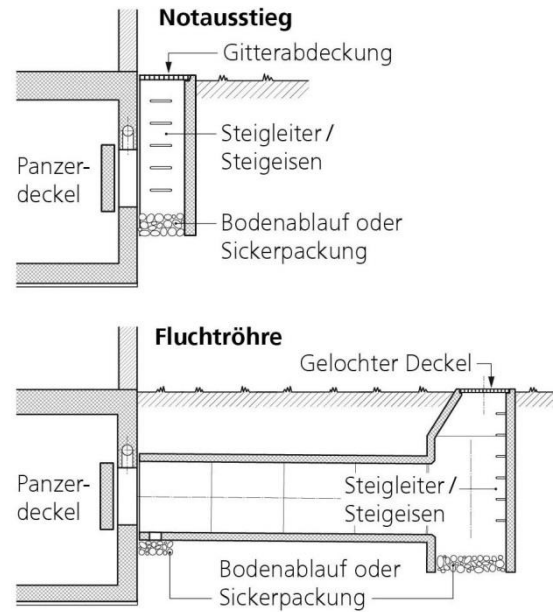 Notausstieg
Gitterabdeckung
Steigleiter /
Steigeisen
Panzer-
deckel
Bodenablauf oder
Sickerpackung
Fluchtröhre
Gelochter Deckel
Panzer-
deckel
Steigleiter /
Steigeisen
Bodenablauf oder
Sickerpackung